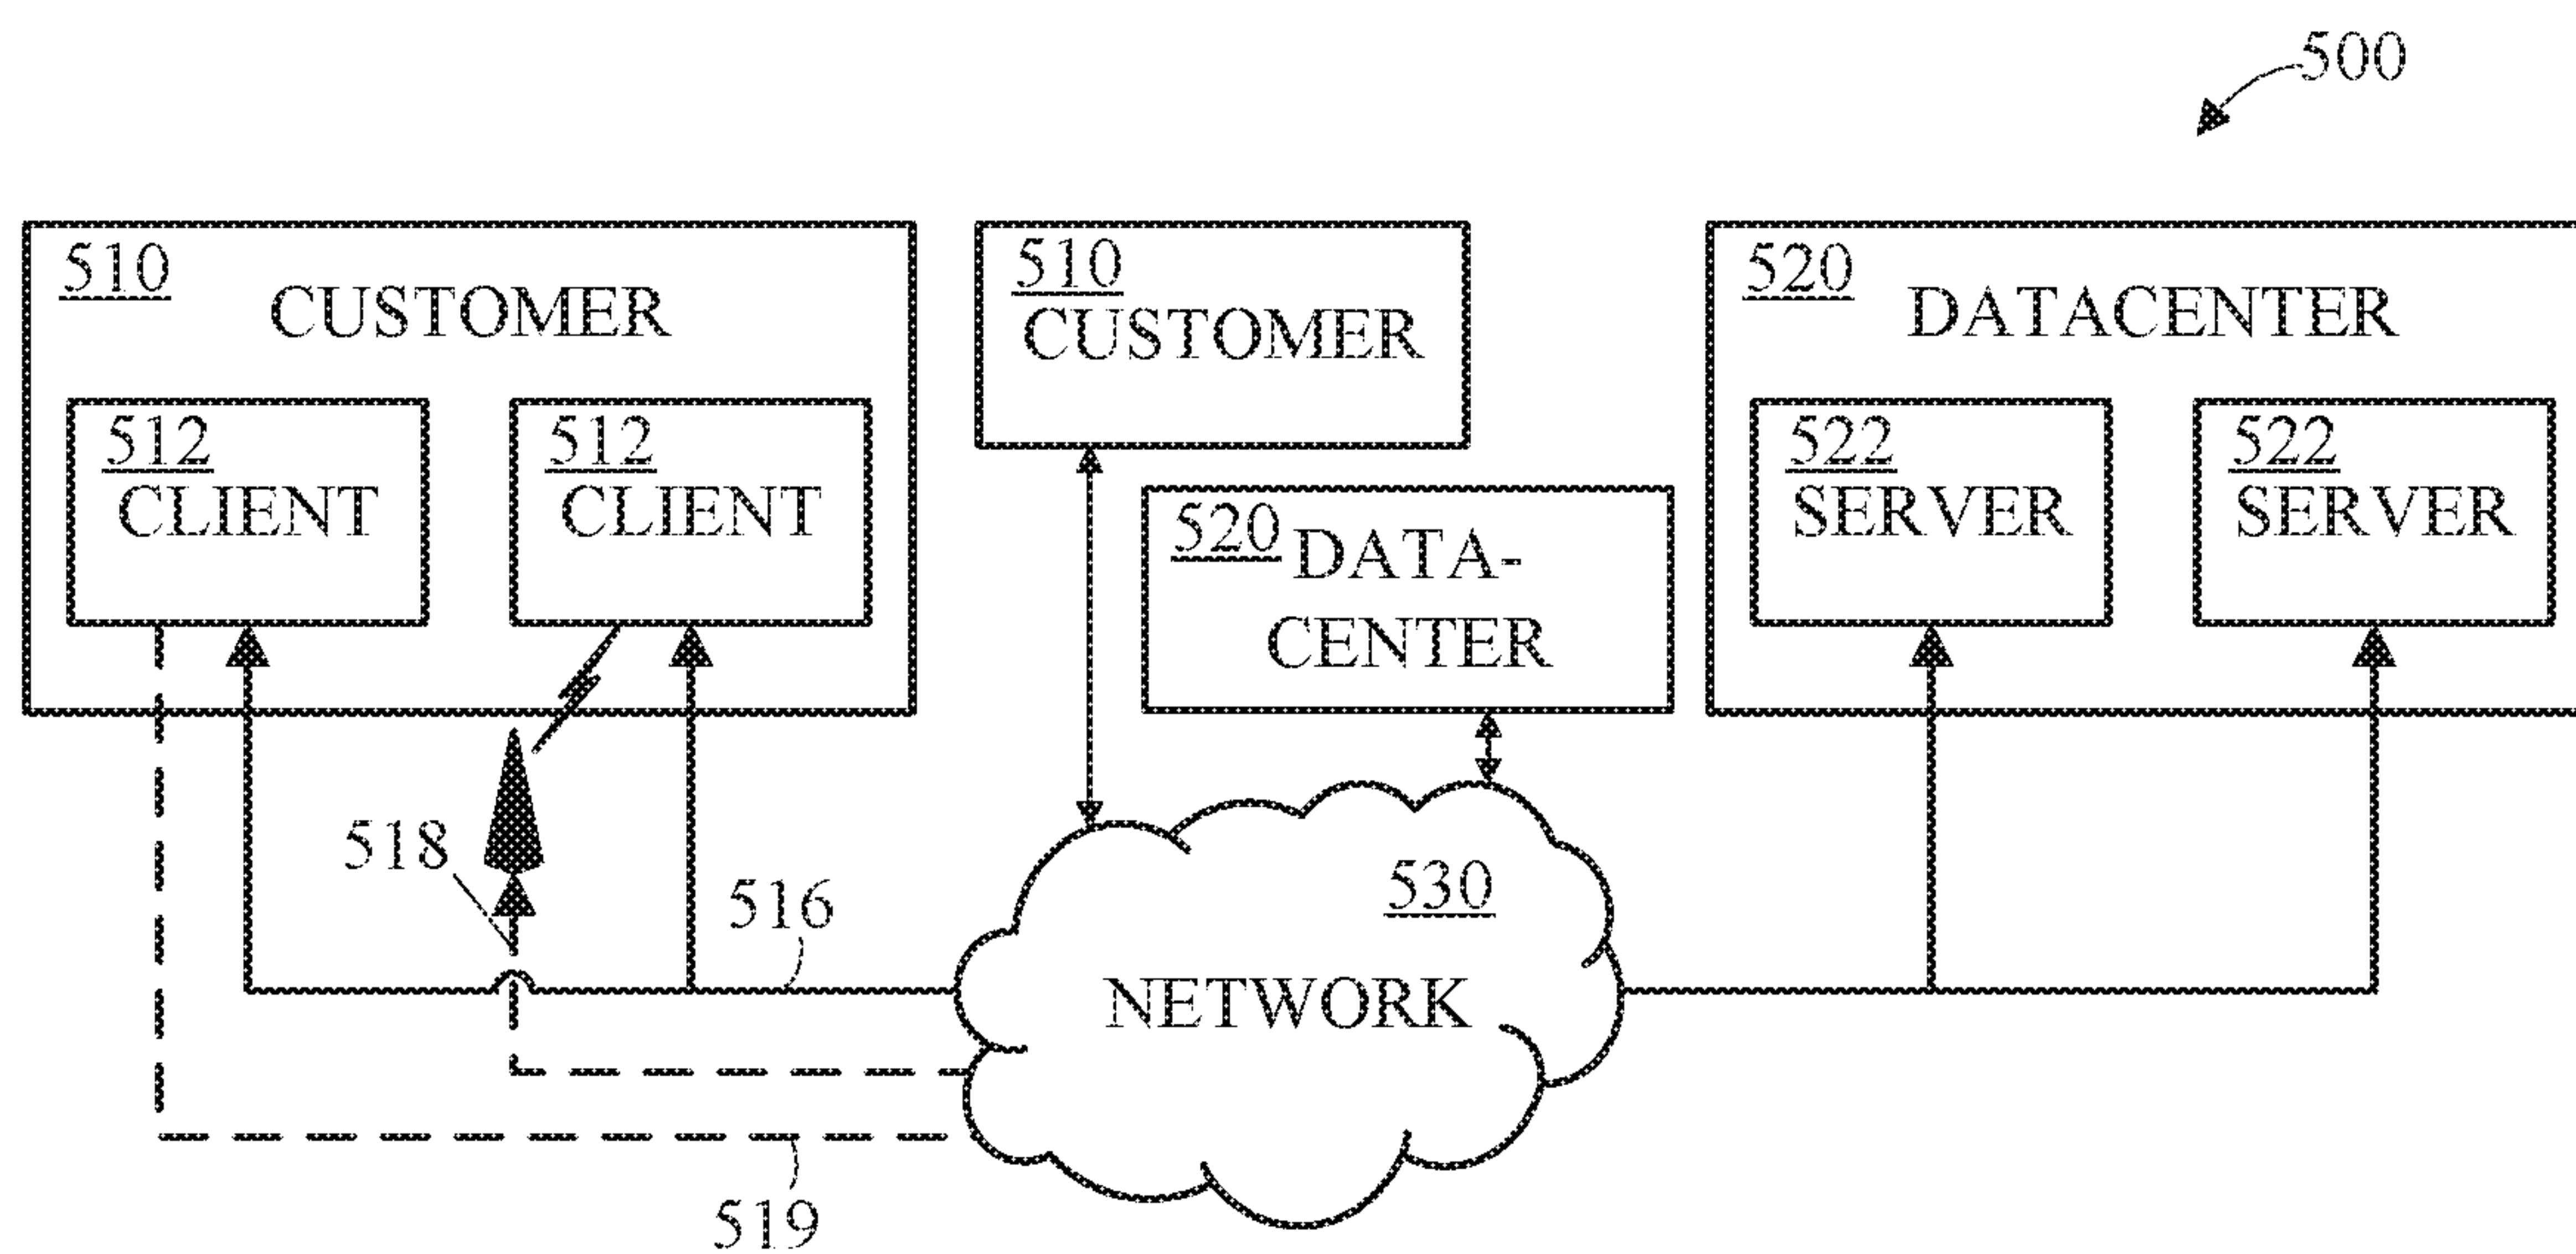 500
510
CUSTOMER
512
CLIENT
512
CLIENT
510
CUSTOMER
520
DATA-
CENTER
520
DATACENTER
522
SERVER
522
SERVER
518
516
530
NETWORK
519